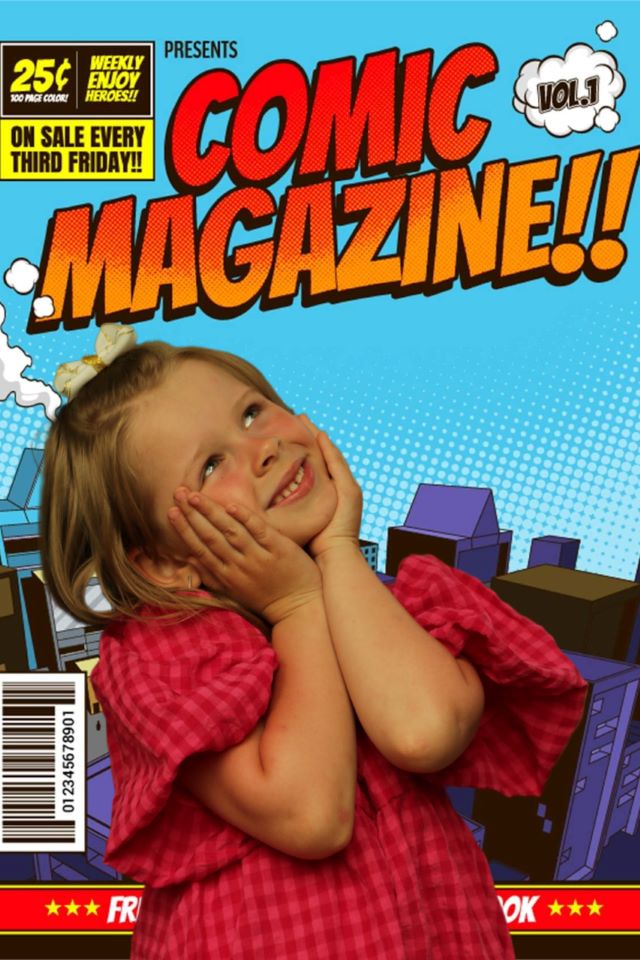 25¢
100 PAGE COLOR!
WEEKLY
ENJOY
HEROES!!
ON SALE EVERY
THIRD FRIDAY!!
PRESENTS
COMIC
MAGAZINE!!
VOL.1
012345678901